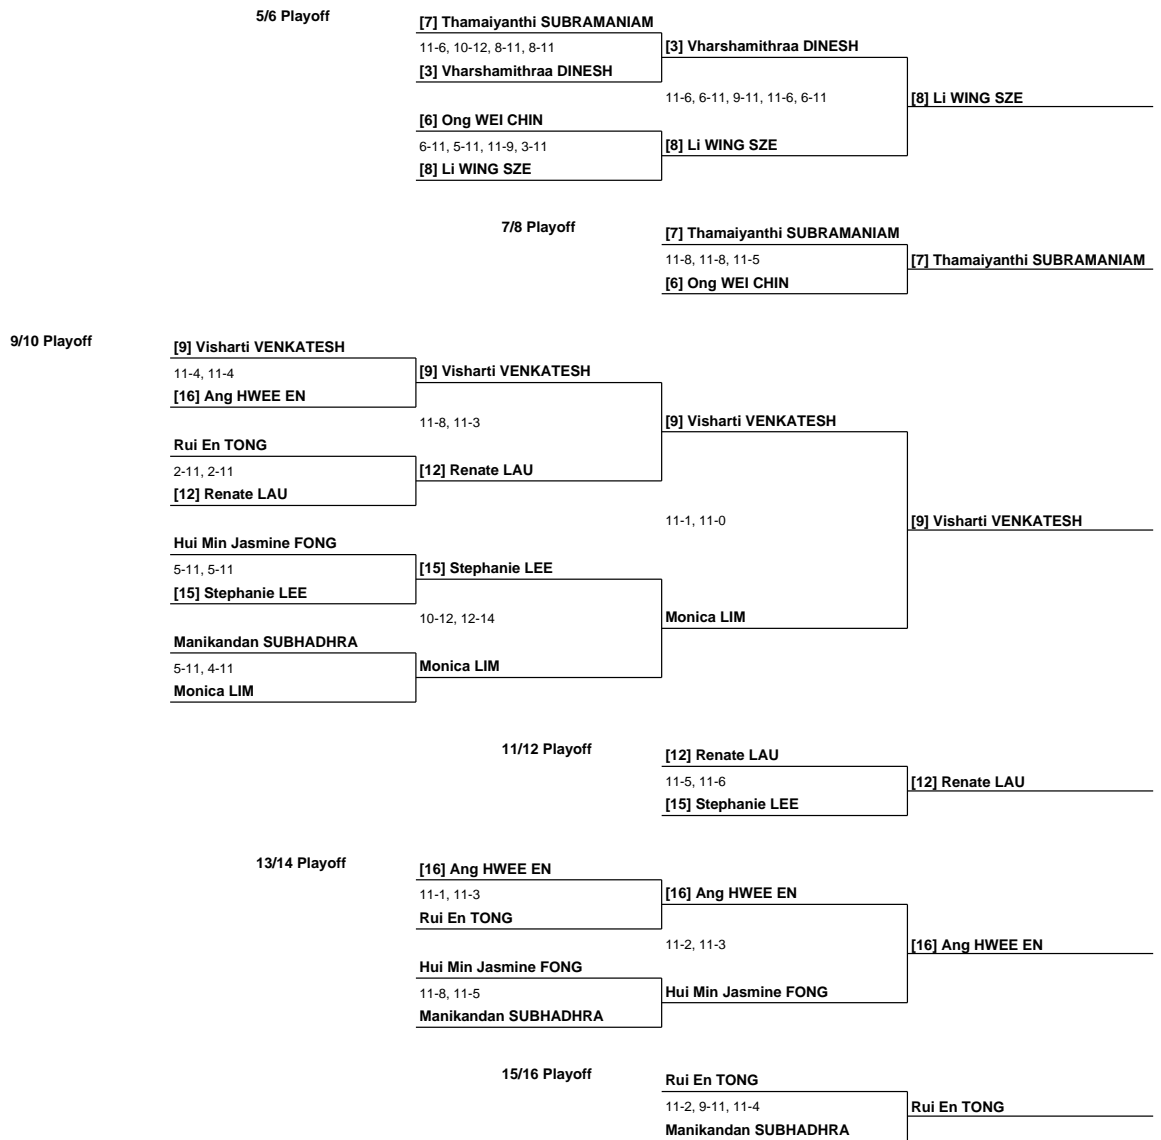 5/6 Playoff
[7] Thamaiyanthi SUBRAMANIAM
11-6, 10-12, 8-11, 8-11
[3] Vharshamithraa DINESH
[3] Vharshamithraa DINESH
11-6, 6-11, 9-11, 11-6, 6-11
[8] Li WING SZE
[6] Ong WEI CHIN
6-11, 5-11, 11-9, 3-11
[8] Li WING SZE
[8] Li WING SZE
7/8 Playoff
[7] Thamaiyanthi SUBRAMANIAM
11-8, 11-8, 11-5
[7] Thamaiyanthi SUBRAMANIAM
[6] Ong WEI CHIN
9/10 Playoff
[9] Visharti VENKATESH
11-4, 11-4
[9] Visharti VENKATESH
[16] Ang HWEE EN
11-8, 11-3
[9] Visharti VENKATESH
Rui En TONG
2-11, 2-11
[12] Renate LAU
[12] Renate LAU
11-1, 11-0
[9] Visharti VENKATESH
Hui Min Jasmine FONG
5-11, 5-11
[15] Stephanie LEE
[15] Stephanie LEE
10-12, 12-14
Monica LIM
Manikandan SUBHADHRA
5-11, 4-11
Monica LIM
Monica LIM
11/12 Playoff
[12] Renate LAU
11-5, 11-6
[12] Renate LAU
[15] Stephanie LEE
13/14 Playoff
[16] Ang HWEE EN
11-1, 11-3
[16] Ang HWEE EN
Rui En TONG
11-2, 11-3
[16] Ang HWEE EN
Hui Min Jasmine FONG
11-8, 11-5
Hui Min Jasmine FONG
Manikandan SUBHADHRA
15/16 Playoff
Rui En TONG
11-2, 9-11, 11-4
Rui En TONG
Manikandan SUBHADHRA